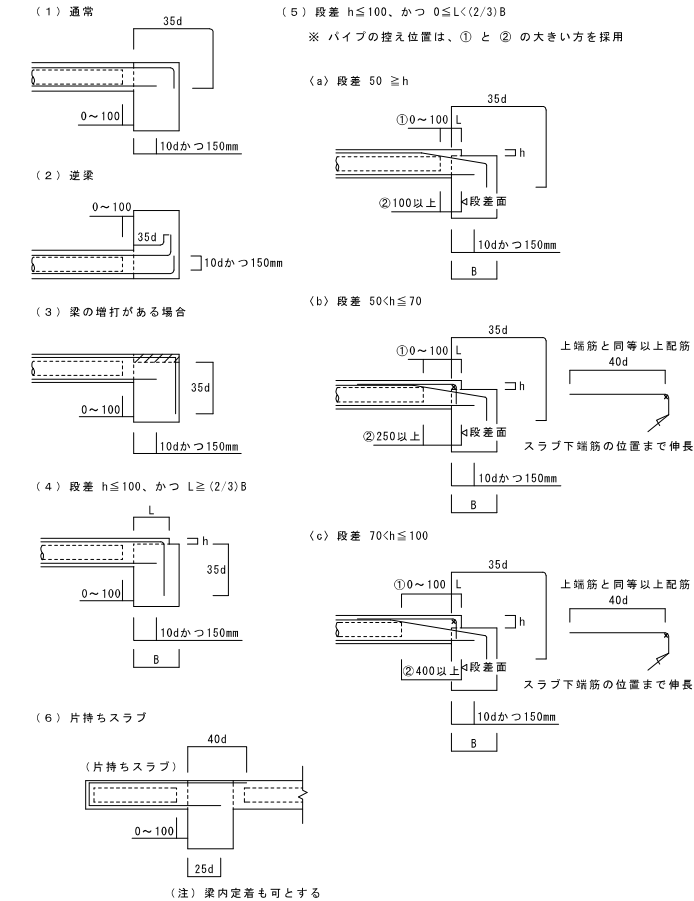 (1) 通常
35d
0～100
10dかつ150mm
(2) 逆梁
0～100
35d
10dかつ150mm
(3) 梁の増打がある場合
35d
0～100
10dかつ150mm
(4) 段差 h≦100、かつ L≧(2/3)B
L
h
35d
0～100
10dかつ150mm
B
(5) 段差 h≦100、かつ 0≦L<(2/3)B
※ パイプの控え位置は、① と ② の大きい方を採用
(a) 段差 50 ≧h
35d
①0～100 L
h
②100以上
◁段差面
10dかつ150mm
B
(b) 段差 50<h≦70
35d
①0～100 L
h
②250以上
◁段差面
10dかつ150mm
B
上端筋と同等以上配筋
40d
スラブ下端筋の位置まで伸長
(c) 段差 70<h≦100
35d
①0～100 L
h
②400以上
◁段差面
10dかつ150mm
B
上端筋と同等以上配筋
40d
スラブ下端筋の位置まで伸長
(6) 片持ちスラブ
40d
(片持ちスラブ)
0～100
25d
(注) 梁内定着も可とする